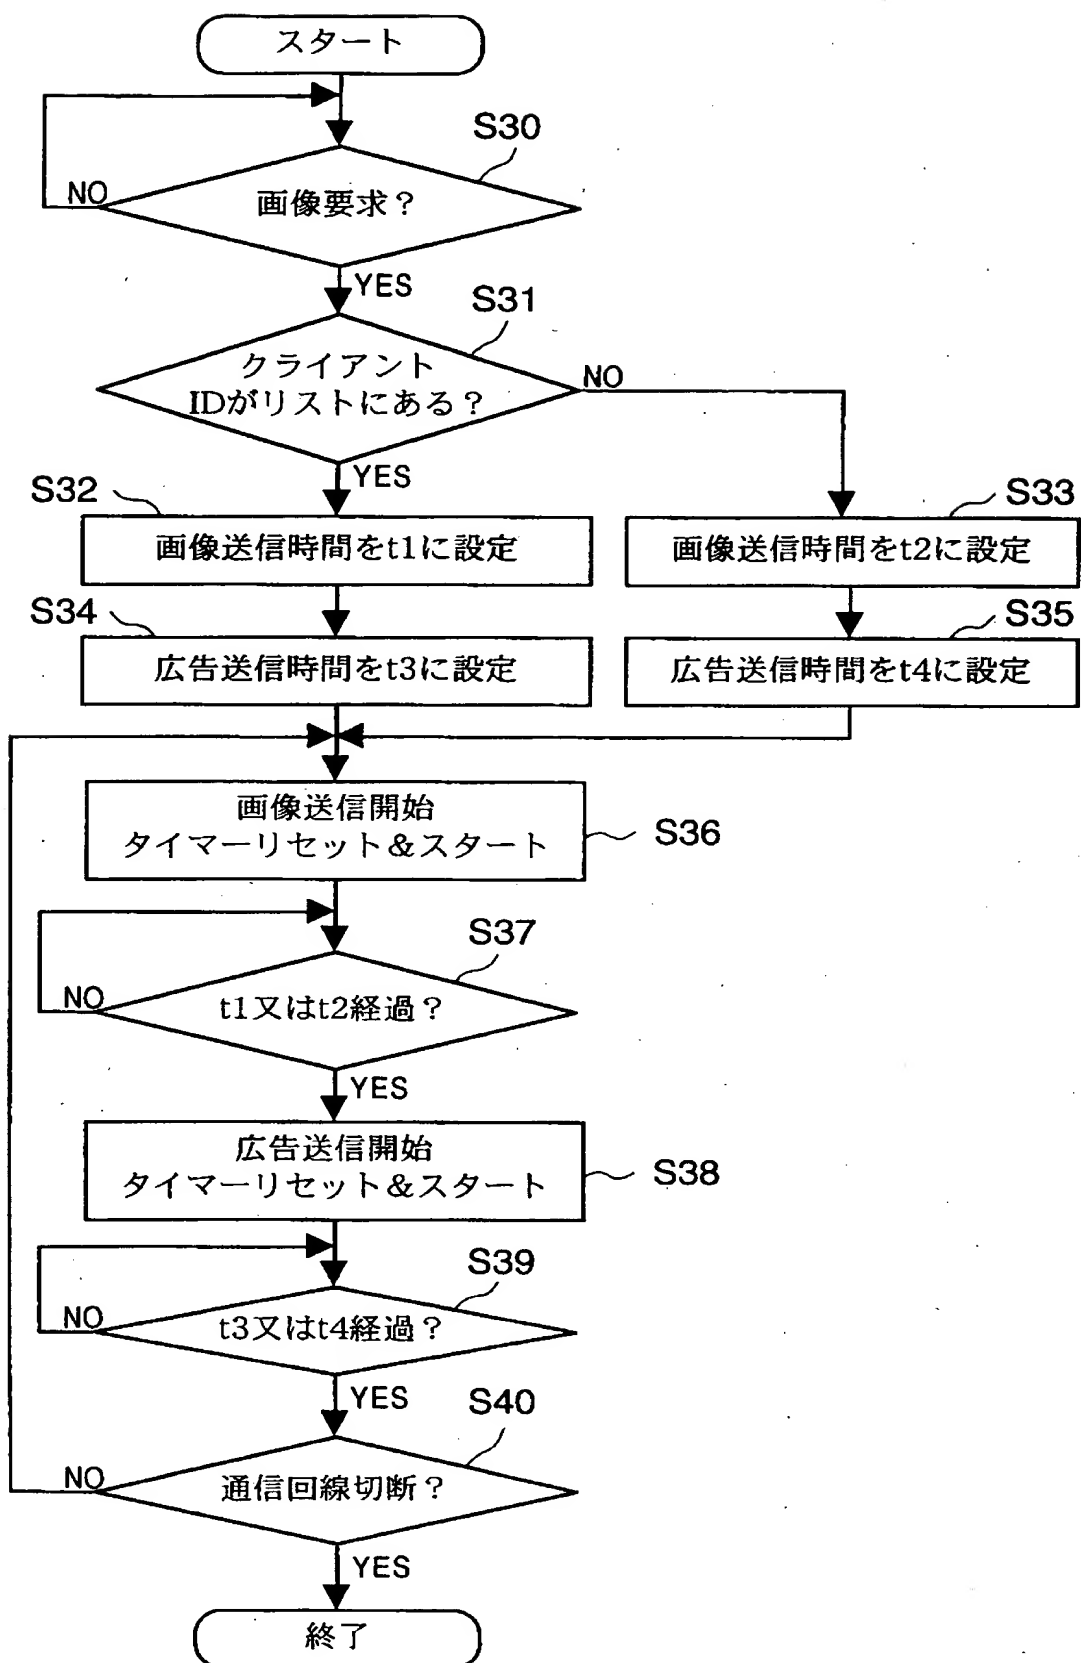 スタート
S30
画像要求？
NO
YES
S31
クライアント
IDがリストにある？
NO
YES
S32
画像送信時間をt1に設定
S33
画像送信時間をt2に設定
S34
広告送信時間をt3に設定
S35
広告送信時間をt4に設定
画像送信開始
タイマーリセット＆スタート
S36
S37
t1又はt2経過？
NO
YES
広告送信開始
タイマーリセット＆スタート
S38
S39
t3又はt4経過？
NO
YES
S40
通信回線切断？
NO
YES
終了